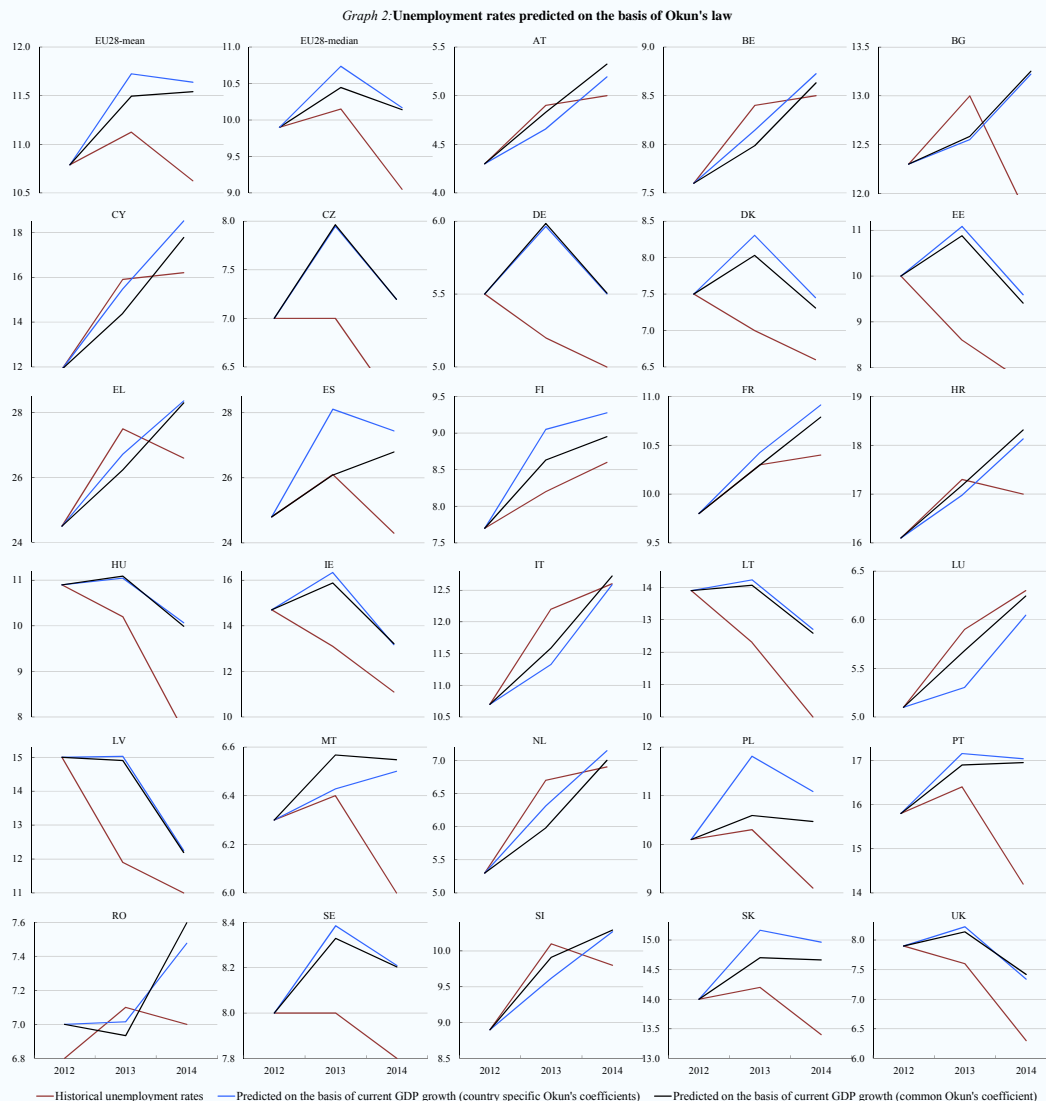 Graph 2:Unemployment rates predicted on the basis of Okun's law
EU28-mean EU28-median AT BE BG
12.0 11.0 5.5 9.0 13.5
11.5 10.5 5.0 8.5 13.0
10.0
11.0 9.5 4.5 8.0 12.5
10.5 9.0 4.0 7.5 12.0
CY CZ DE DK EE
18 8.0 6.0 8.5 11
16 7.5 5.5 8.0 10
14 7.0 7.5 9
12 6.5 5.0 7.0 8
6.5
EL ES FI FR HR
28 28 9.5 11.0 19
26 26 9.0 10.5 18
8.5 10.0 17
24 24 8.0 9.5 16
7.5
HU IE IT LT LU
11 16 12.5 14 6.5
10 14 12.0 13 6.0
9 12 11.5 12 5.5
8 10 11.0 11 5.0
10.5 10
LV MT NL PL PT
15 6.6 7.0 12 17
14 6.4 6.5 11 16
13 6.2 6.0 10 15
12 6.0 5.5 9 14
11 5.0
RO SE SI SK UK
7.6 8.4 10.0 15.0 8.0
7.4 8.2 9.5 14.5 7.5
7.2 8.0 9.0 14.0 7.0
7.0 7.8 8.5 13.5 6.5
6.8 13.0 6.0
2012 2013 2014 2012 2013 2014 2012 2013 2014 2012 2013 2014 2012 2013 2014
Historical unemployment rates Predicted on the basis of current GDP growth (country specific Okun's coefficients) Predicted on the basis of current GDP growth (common Okun's coefficient)